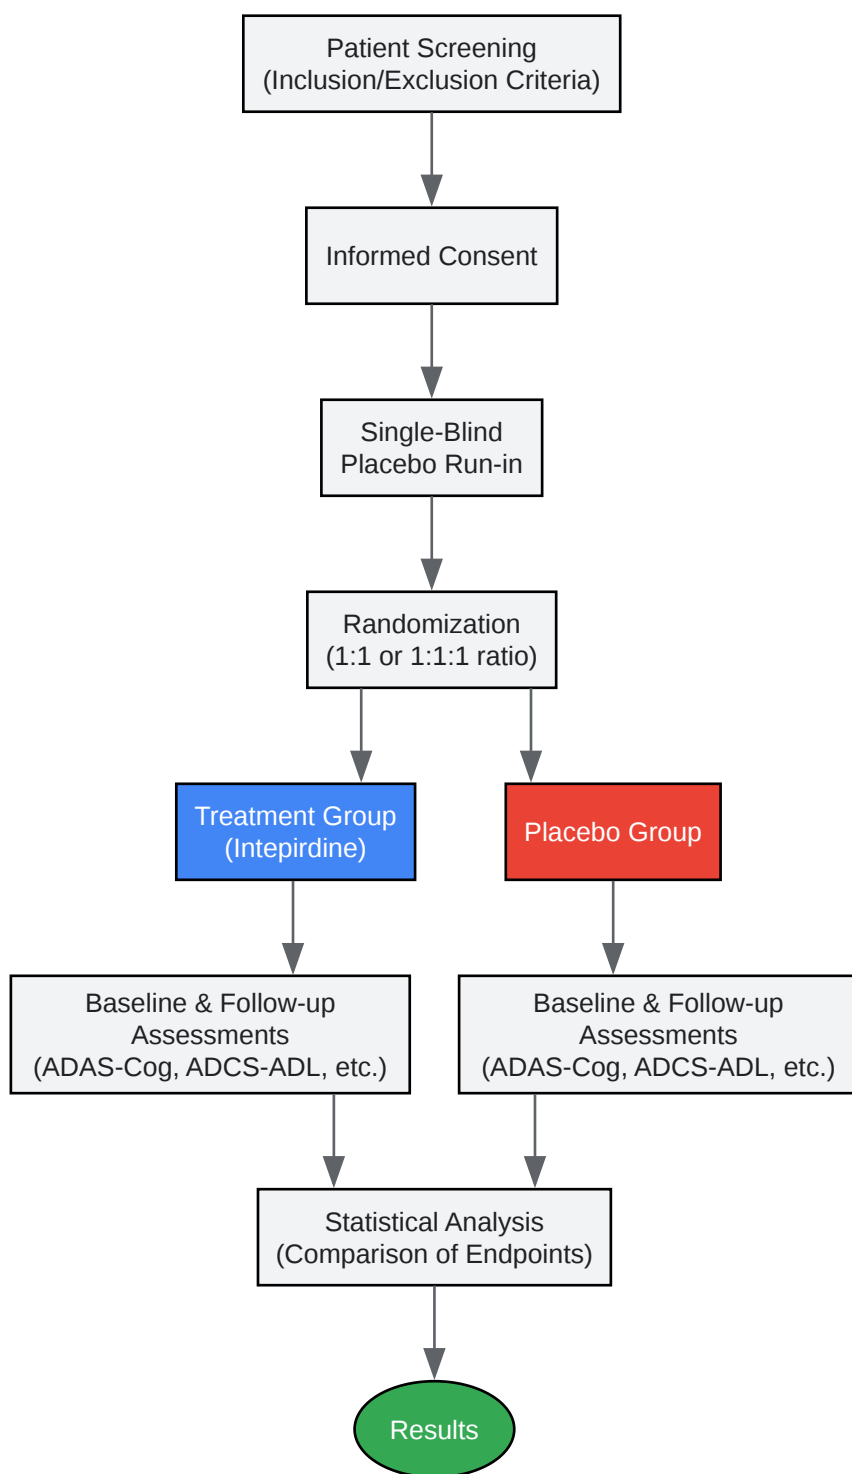 Patient Screening
(Inclusion/Exclusion Criteria)
Informed Consent
Single-Blind
Placebo Run-in
Randomization
(1:1 or 1:1:1 ratio)
Treatment Group
(Intepirdine)
Placebo Group
Baseline & Follow-up
Assessments
(ADAS-Cog, ADCS-ADL, etc.)
Baseline & Follow-up
Assessments
(ADAS-Cog, ADCS-ADL, etc.)
Statistical Analysis
(Comparison of Endpoints)
Results